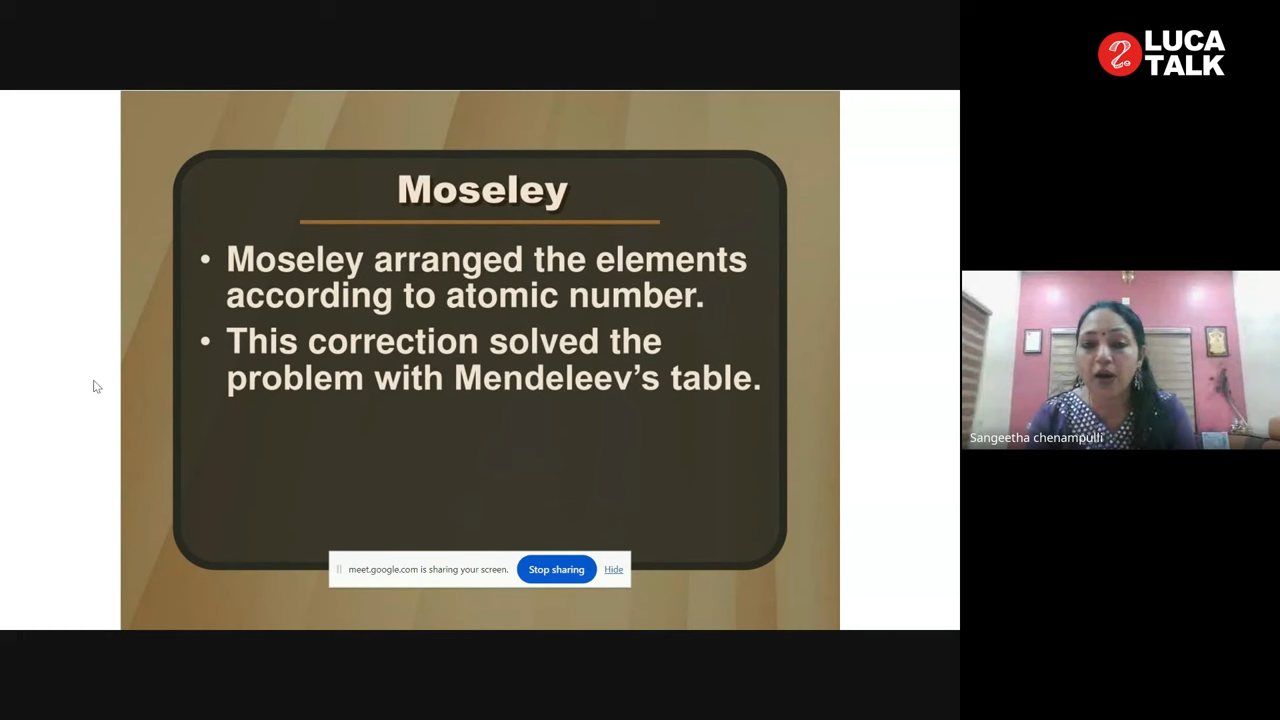 LUCA
TALK
Moseley
• Moseley arranged the elements
according to atomic number.
• This correction solved the
problem with Mendeleev’s table.
Sangeetha chenampulli
meet.google.com is sharing your screen.
Stop sharing
Hide